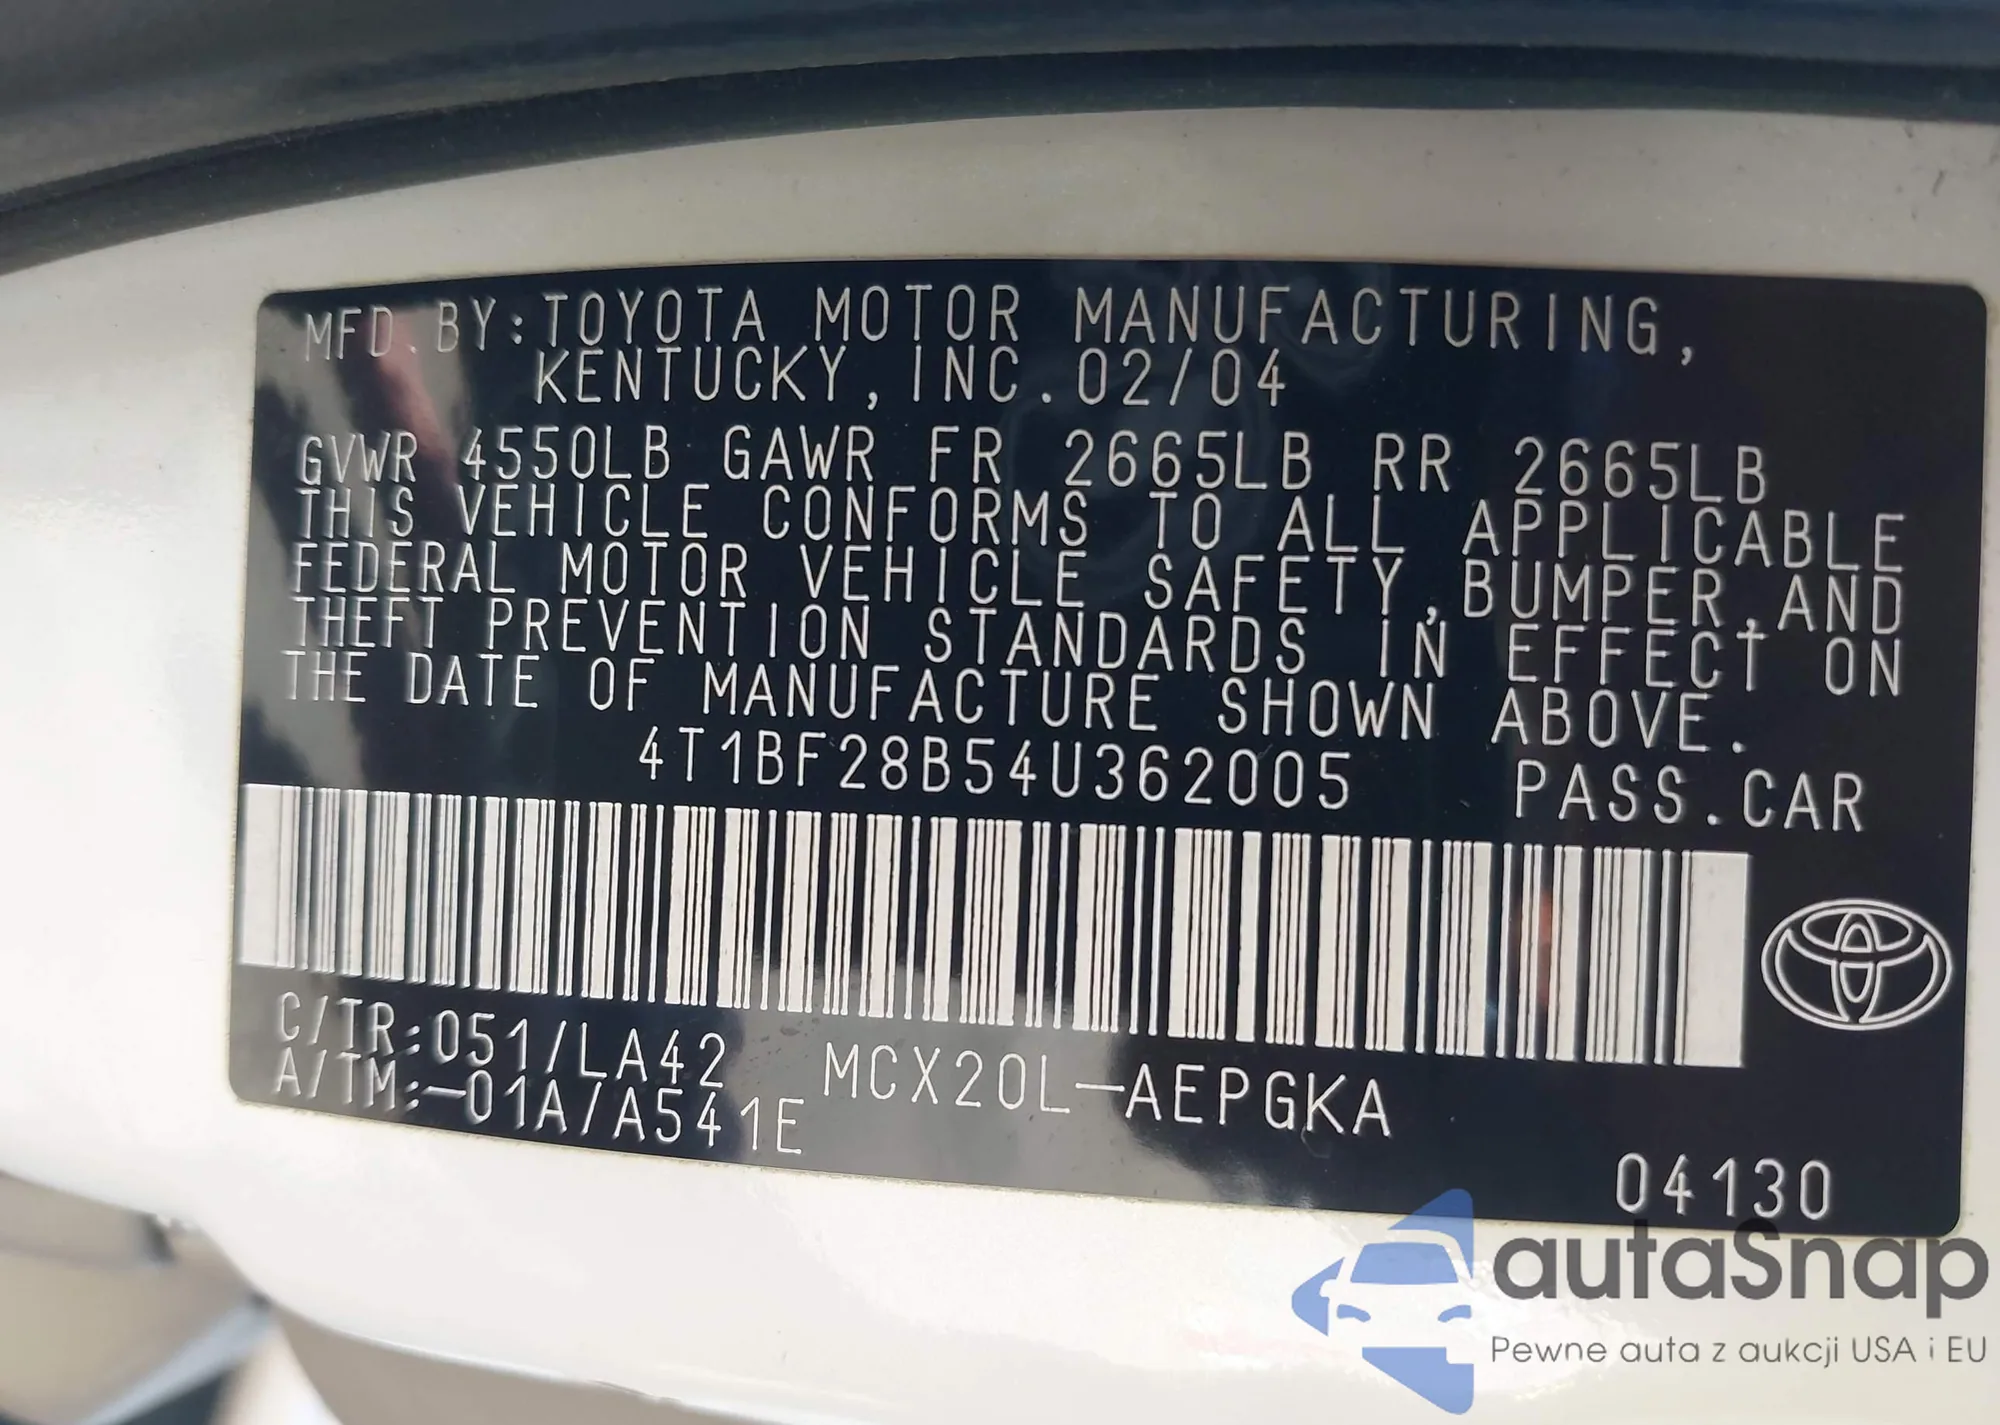 MFD.BY:TOYOTA MOTOR MANUFACTURING,
KENTUCKY,INC.02/04
GVWR 4550LB GAWR FR 2665LB RR 2665LB
THIS VEHICLE CONFORMS TO ALL APPLICABLE
FEDERAL MOTOR VEHICLE SAFETY,BUMPER,AND
THEFT PREVENTION STANDARDS IN EFFECT ON
THE DATE OF MANUFACTURE SHOWN ABOVE.
4T1BF28B54U362005 PASS.CAR
C/TR:051/LA42 MCX20L-AEPGKA
A/TM:-01A/A541E
04130
autaSnap
Pewne auta z aukcji USA i EU